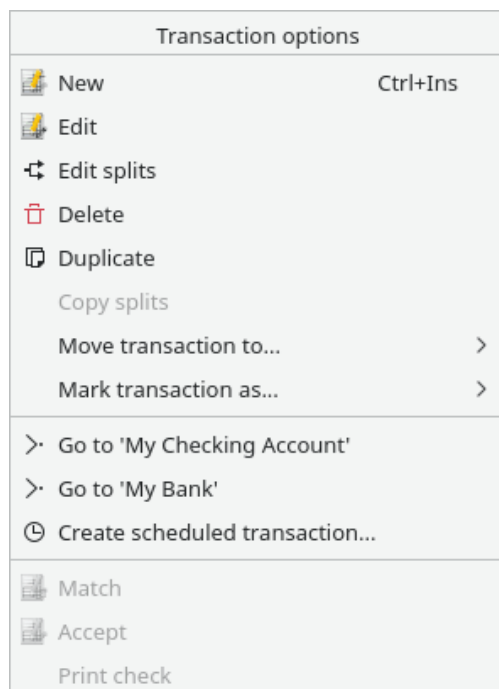 Transaction options
New Ctrl+Ins
Edit
Edit splits
Delete
Duplicate
Copy splits
Move transaction to...
Mark transaction as...
Go to 'My Checking Account'
Go to 'My Bank'
Create scheduled transaction...
Match
Accept
Print check